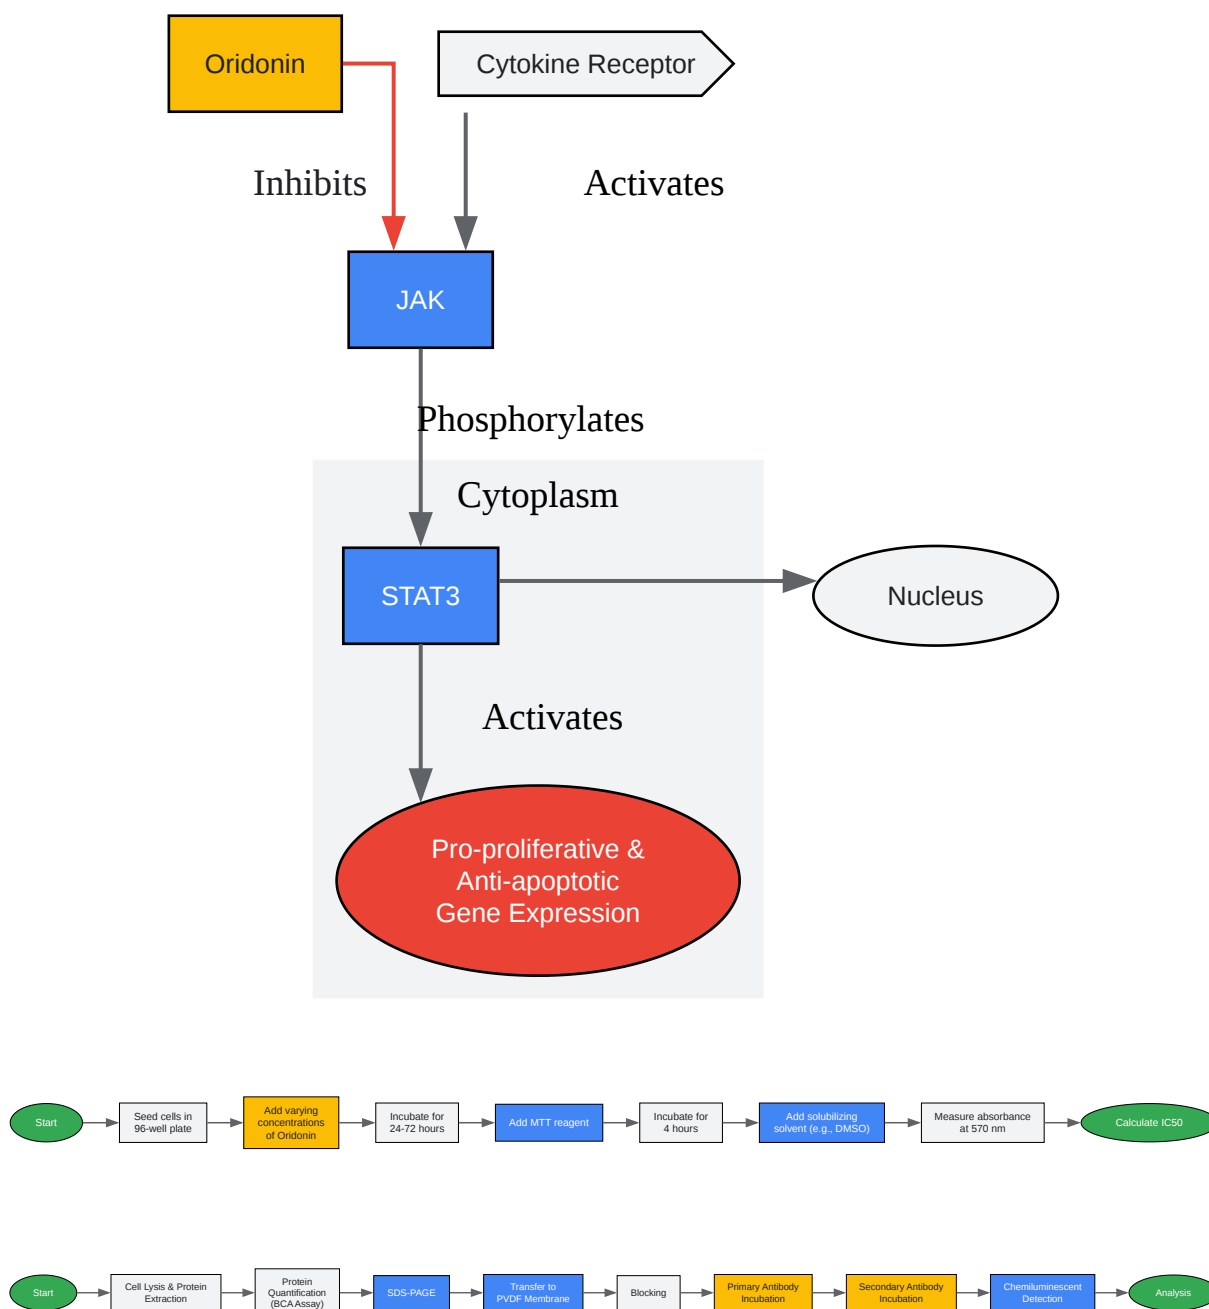 Oridonin
Cytokine Receptor
Inhibits
Activates
JAK
Phosphorylates
Cytoplasm
STAT3
Nucleus
Activates
Pro-proliferative &
Anti-apoptotic
Gene Expression
Start
Seed cells in
96-well plate
Add varying
concentrations
of Oridonin
Incubate for
24-72 hours
Add MTT reagent
Incubate for
4 hours
Add solubilizing
solvent (e.g., DMSO)
Measure absorbance
at 570 nm
Calculate IC50
Start
Cell Lysis & Protein
Extraction
Protein
Quantification
(BCA Assay)
SDS-PAGE
Transfer to
PVDF Membrane
Blocking
Primary Antibody
Incubation
Secondary Antibody
Incubation
Chemiluminescent
Detection
Analysis